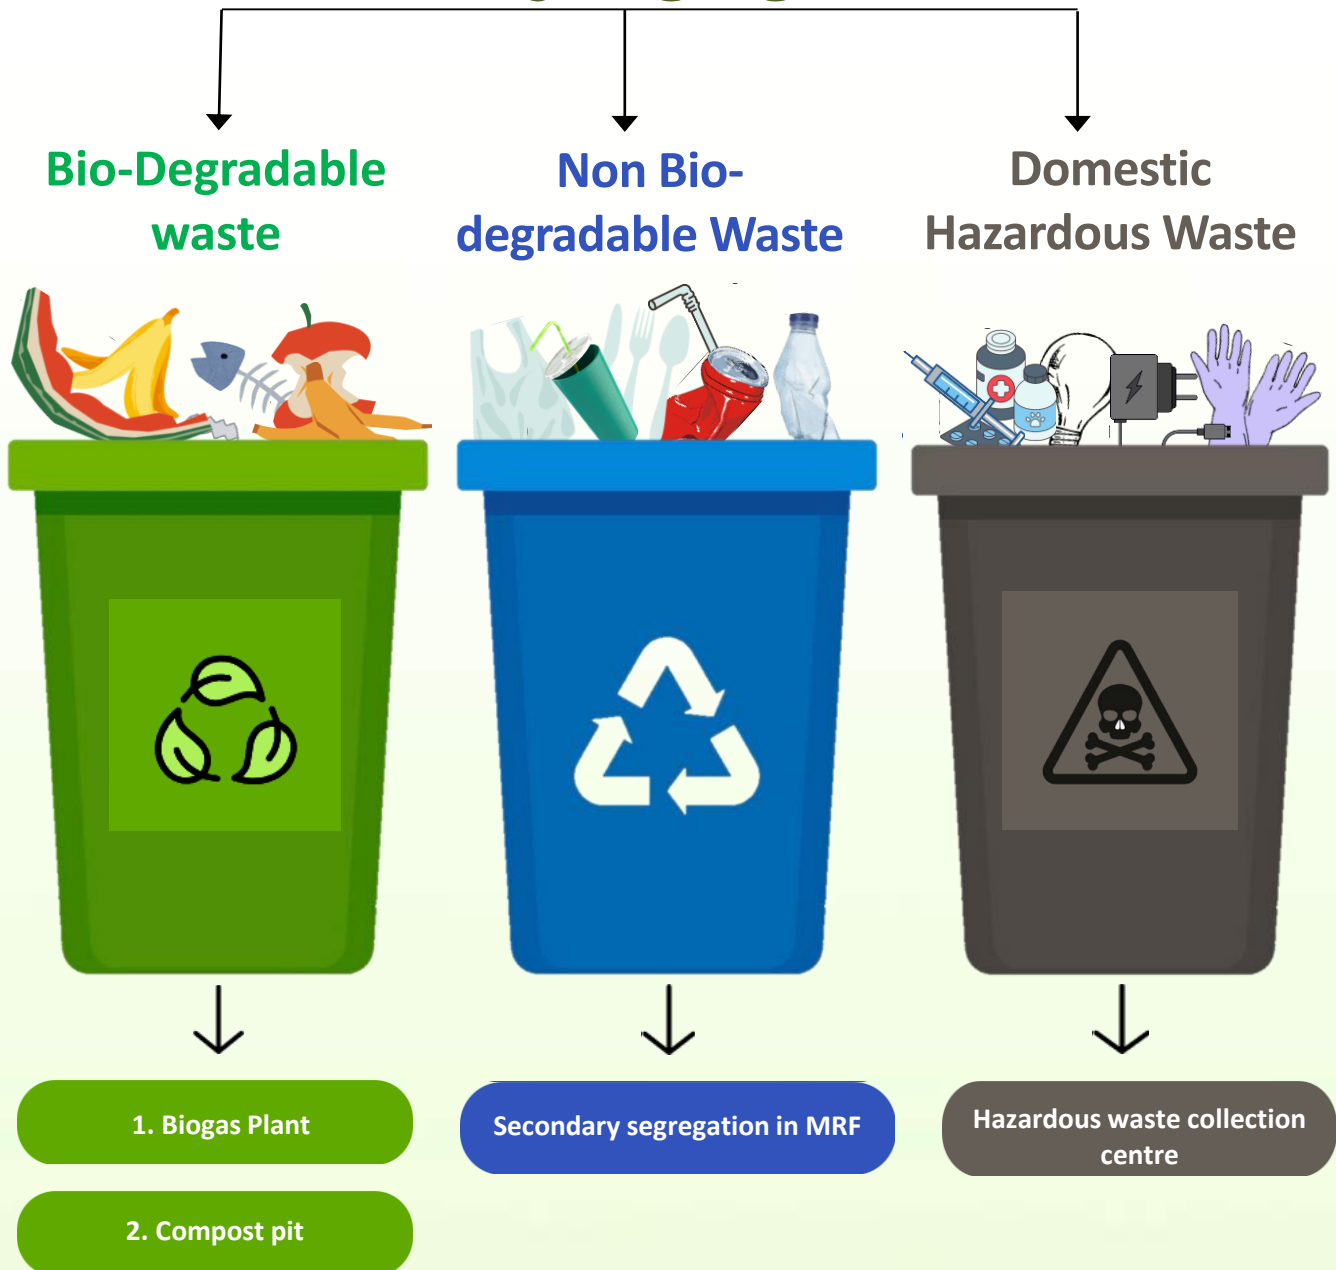 Bio-Degradable
waste
Non Bio-
degradable Waste
Domestic
Hazardous Waste
1. Biogas Plant
2. Compost pit
Secondary segregation in MRF
Hazardous waste collection
centre